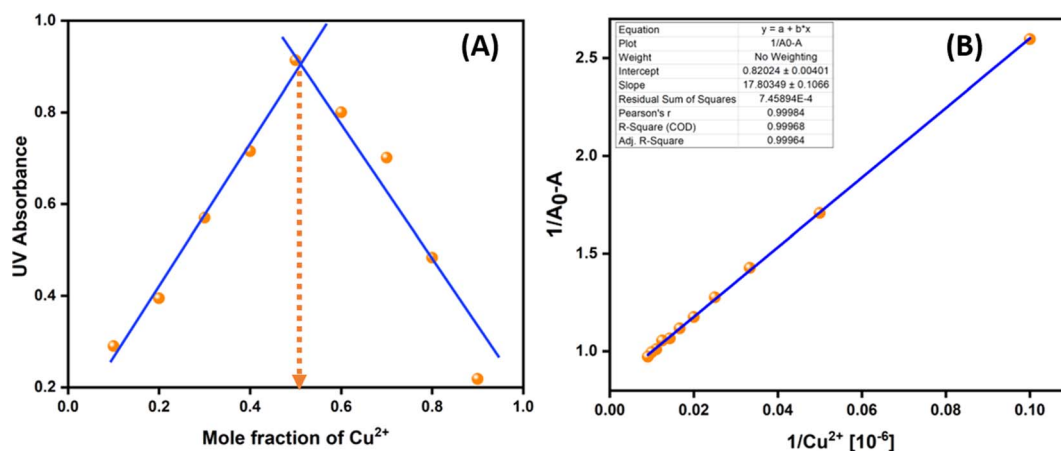 (A)
1.0
0.8
0.6
0.4
0.2
UV Absorbance
0.0 0.2 0.4 0.6 0.8 1.0
Mole fraction of Cu²⁺
(B)
Equation y = a + b*x
Plot 1/A0-A
Weight No Weighting
Intercept 0.82024 ± 0.00401
Slope 17.80349 ± 0.1066
Residual Sum of Squares 7.45894E-4
Pearson's r 0.99984
R-Square (COD) 0.99968
Adj. R-Square 0.99964
2.5
2.0
1.5
1.0
1/A₀-A
0.00 0.02 0.04 0.06 0.08 0.10
1/Cu²⁺ [10⁻⁶]